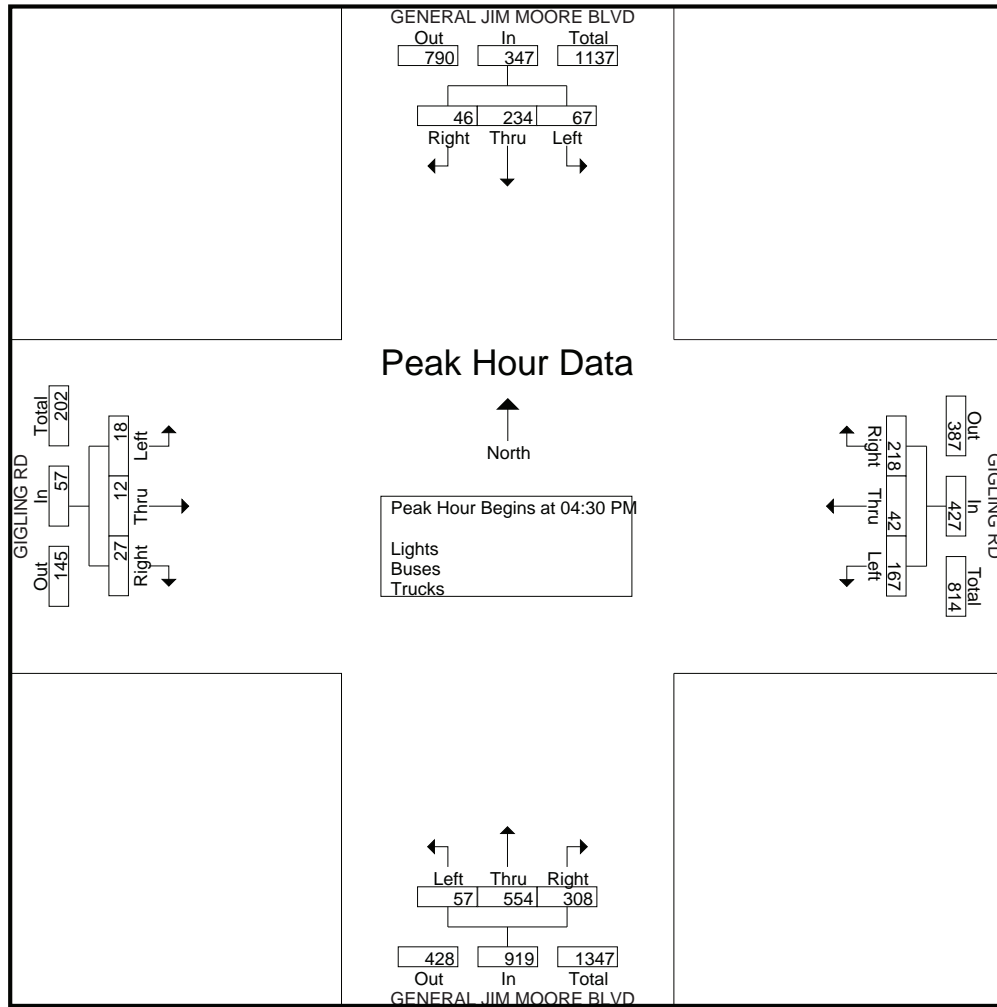 GENERAL JIM MOORE BLVD
Out In Total
790 347 1137
46 234 67
Right Thru Left
Peak Hour Data
North
Peak Hour Begins at 04:30 PM
Lights
Buses
Trucks
GIGLING RD
Out In Total
145 57 202
Right Thru Left
27 12 18
Out In Total
387 427 814
GIGLING RD
218 42 167
Right Thru Left
Left Thru Right
57 554 308
428 919 1347
Out In Total
GENERAL JIM MOORE BLVD